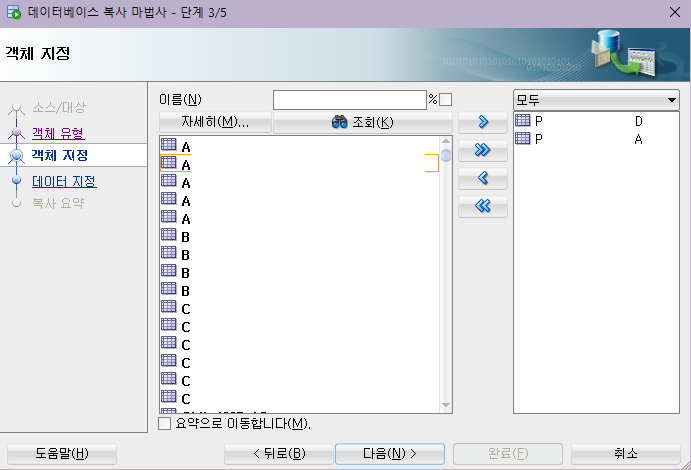 데이터베이스 복사 마법사 - 단계 3/5
객체 지정
소스/대상
객체 유형
객체 지정
데이터 지정
복사 요약
이름(N)
%
자세히(M)...
조회(K)
A
A
A
A
A
B
B
B
B
C
C
C
C
C
C
모두
P D
P A
요약으로 이동합니다(M).
도움말(H)
< 뒤로(B)
다음(N) >
완료(F)
취소